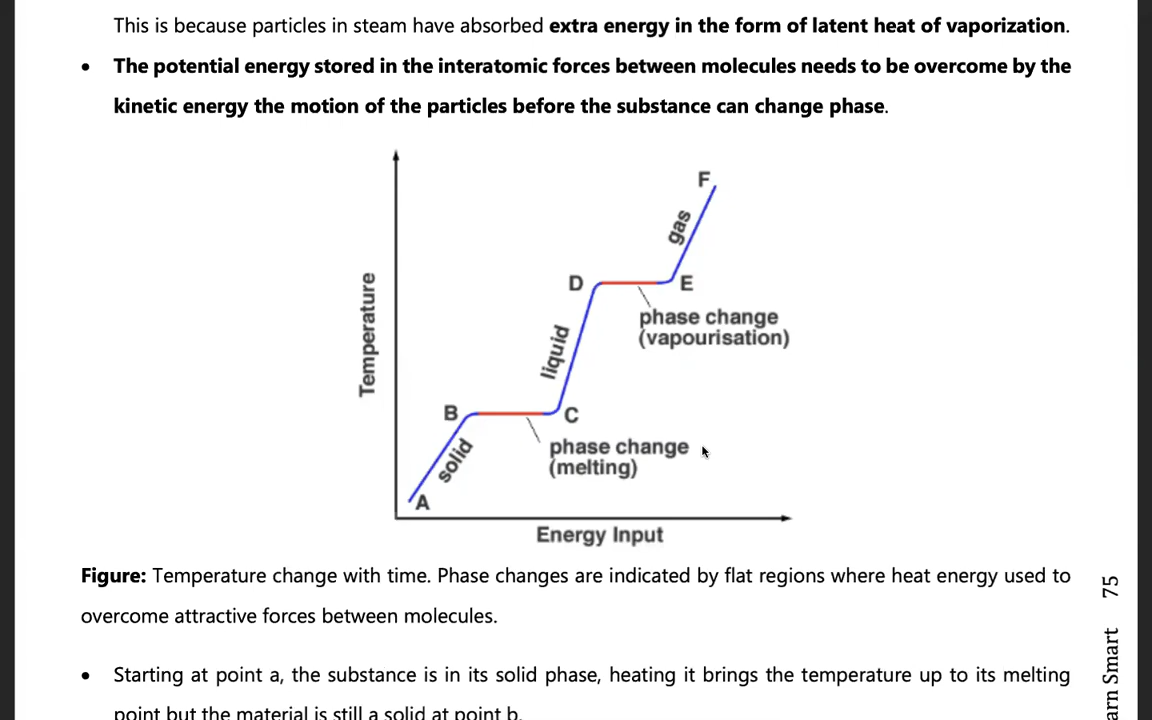 This is because particles in steam have absorbed extra energy in the form of latent heat of vaporization.
• The potential energy stored in the interatomic forces between molecules needs to be overcome by the
kinetic energy the motion of the particles before the substance can change phase.
F
gas
D
E
phase change
(vapourisation)
Temperature
liquid
B
C
phase change
(melting)
solid
A
Energy Input
Figure: Temperature change with time. Phase changes are indicated by flat regions where heat energy used to
overcome attractive forces between molecules.
• Starting at point a, the substance is in its solid phase, heating it brings the temperature up to its melting
point but the material is still a solid at point b.
arn Smart 75